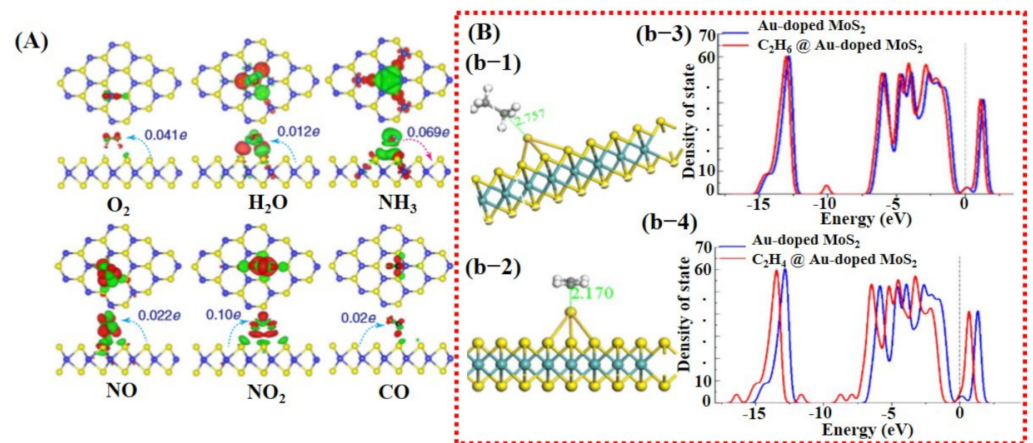 (A)
0.041e
0.012e
0.069e
O₂
H₂O
NH₃
0.022e
0.10e
0.02e
NO
NO₂
CO
(B)
(b−1)
2.757
(b−2)
2.170
(b−3)
Au-doped MoS₂
C₂H₆ @ Au-doped MoS₂
Density of state
70
60
10
0
-15
-10
-5
0
Energy (eV)
(b−4)
Au-doped MoS₂
C₂H₄ @ Au-doped MoS₂
Density of state
70
60
10
0
-15
-10
-5
0
Energy (eV)